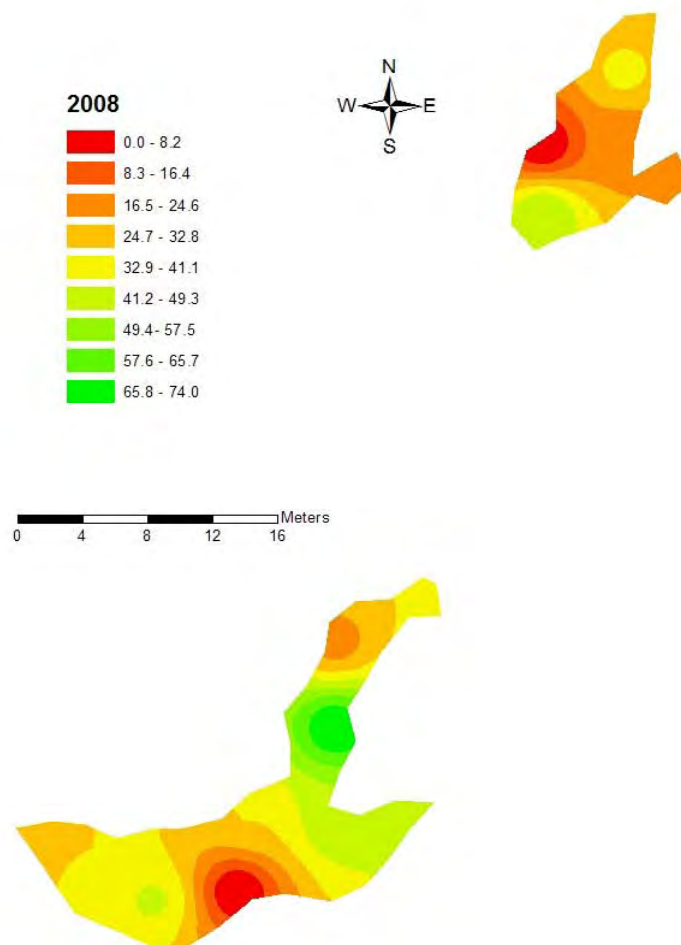 N
W E
S
2008
0.0 - 8.2
8.3 - 16.4
16.5 - 24.6
24.7 - 32.8
32.9 - 41.1
41.2 - 49.3
49.4- 57.5
57.6 - 65.7
65.8 - 74.0
Meters
0 4 8 12 16